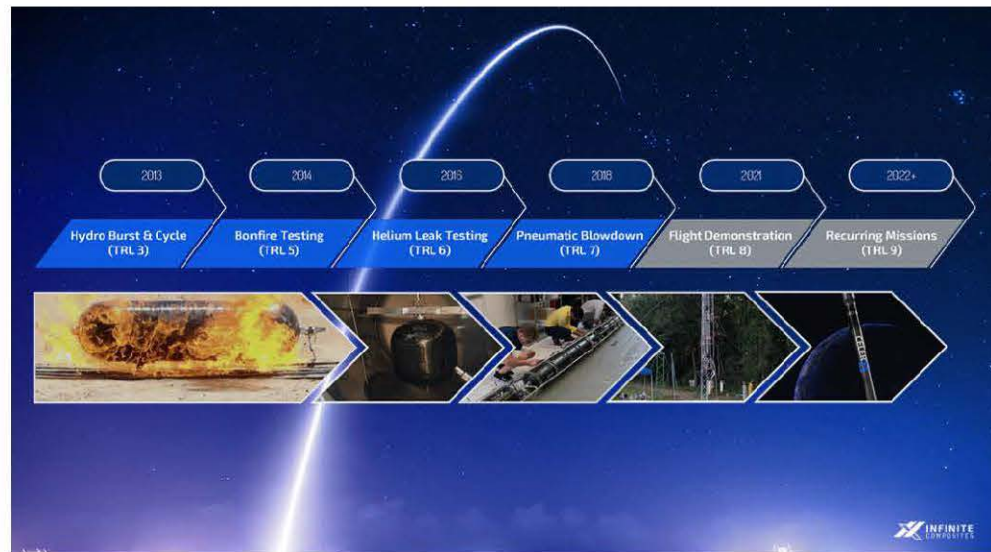 2013
2014
2016
2018
2021
2022+
Hydro Burst & Cycle
(TRL 3)
Bonfire Testing
(TRL 5)
Helium Leak Testing
(TRL 6)
Pneumatic Blowdown
(TRL 7)
Flight Demonstration
(TRL 8)
Recurring Missions
(TRL 9)
INFINITE
COMPOSITES